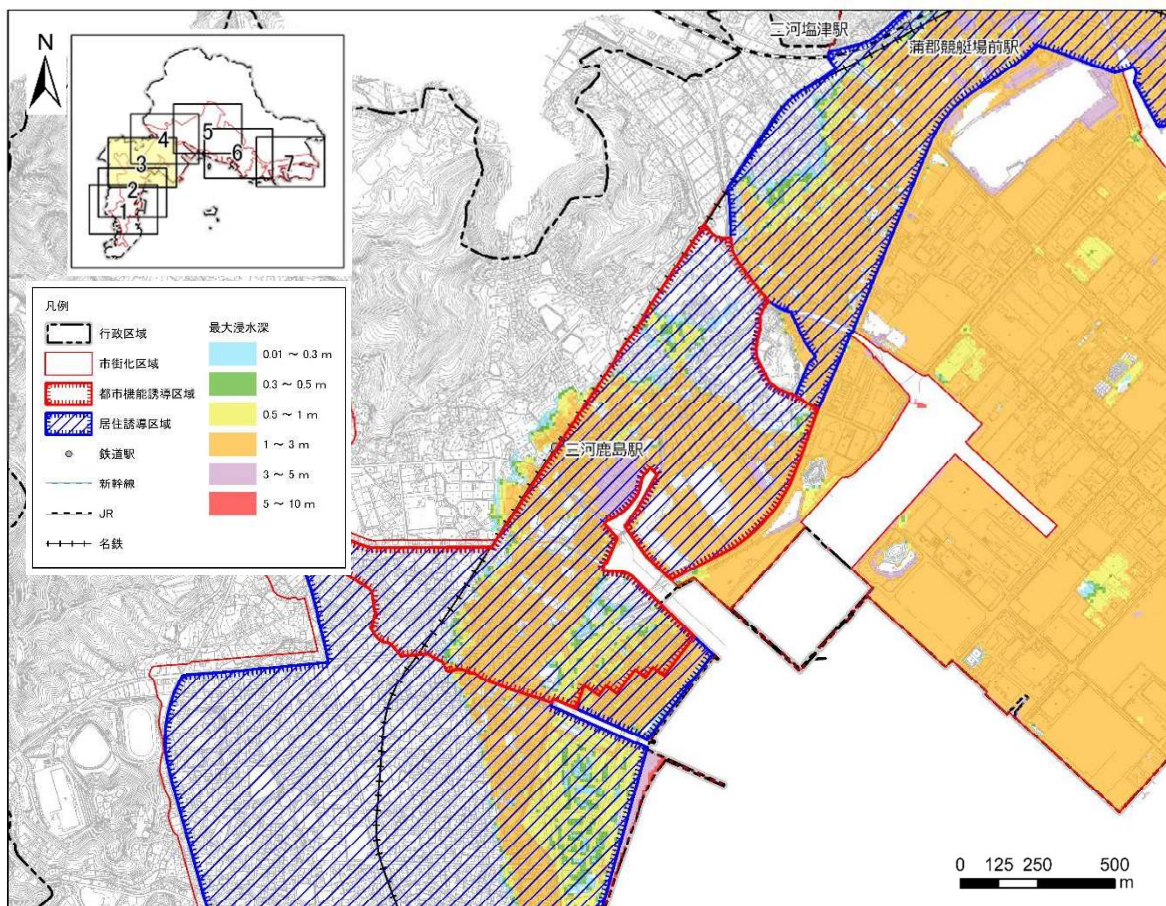 N
5
4
6
7
3
2
1
凡例
行政区域
市街化区域
都市機能誘導区域
居住誘導区域
鉄道駅
新幹線
JR
名鉄
最大浸水深
0.01 ～ 0.3 m
0.3 ～ 0.5 m
0.5 ～ 1 m
1 ～ 3 m
3 ～ 5 m
5 ～ 10 m
三河塩津駅
蒲郡競艇場前駅
三河鹿島駅
0 125 250 500
m